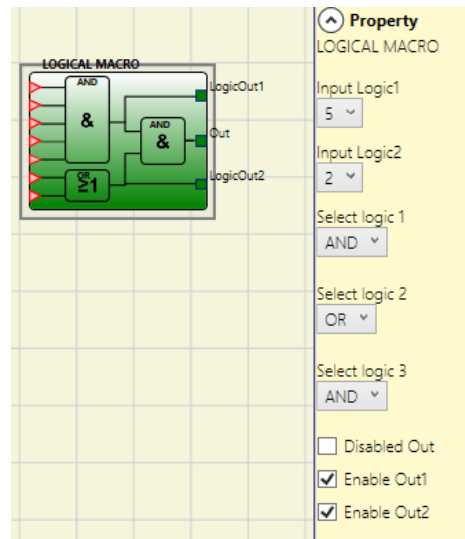 LOGICAL MACRO
AND
&
AND
&
OR
≥1
LogicOut1
Out
LogicOut2
Property
LOGICAL MACRO
Input Logic1
5
Input Logic2
2
Select logic 1
AND
Select logic 2
OR
Select logic 3
AND
Disabled Out
Enable Out1
Enable Out2